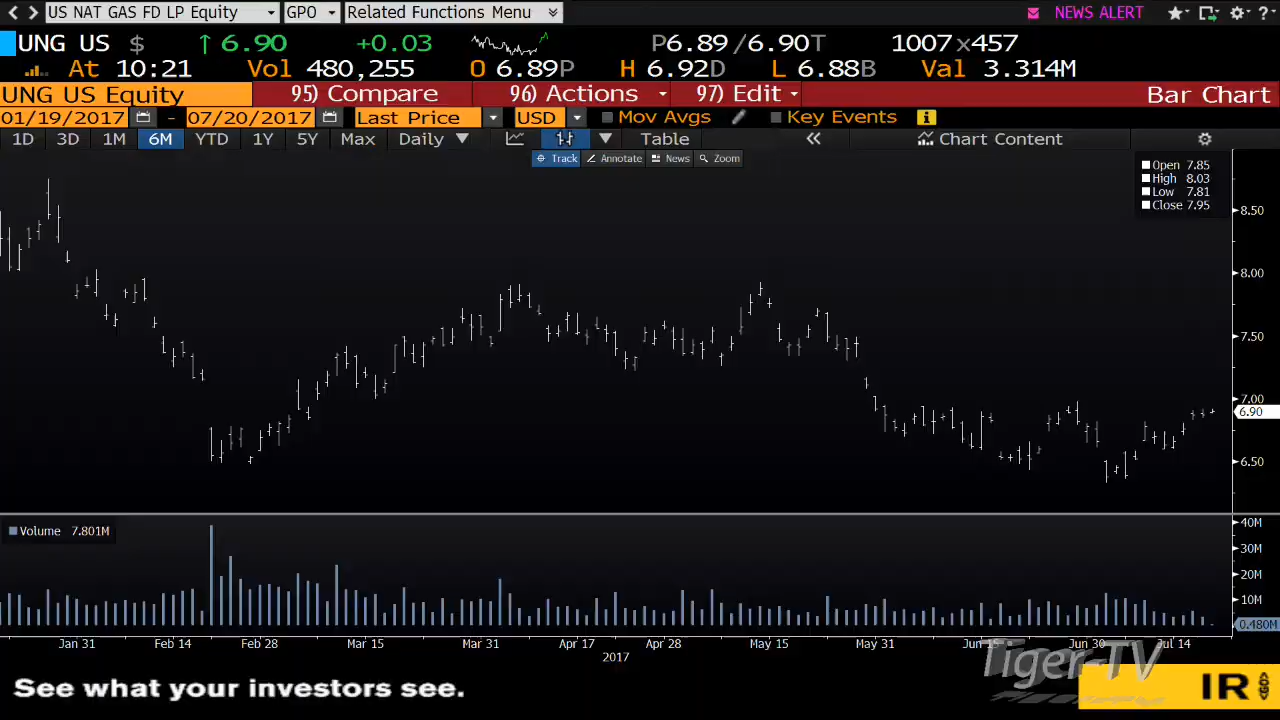 US NAT GAS FD LP Equity GPO Related Functions Menu NEWS ALERT
UNG US $ ↑ 6.90 +0.03 P6.89 /6.90T 1007x457
At 10:21 Vol 480,255 O 6.89P H 6.92D L 6.88B Val 3.314M
UNG US Equity 95) Compare 96) Actions 97) Edit Bar Chart
01/19/2017 - 07/20/2017 Last Price USD Mov Avgs Key Events
1D 3D 1M 6M YTD 1Y 5Y Max Daily Table Chart Content
Track Annotate News Zoom
Open 7.85
High 8.03
Low 7.81
Close 7.95
8.50
8.00
7.50
7.00
6.90
6.50
Volume 7.801M
40M
30M
20M
10M
0.480M
Jan 31 Feb 14 Feb 28 Mar 15 Mar 31 Apr 17 Apr 28 May 15 May 31 Jun 15 Jun 30 Jul 14
2017
Tiger-TV
See what your investors see.
IR